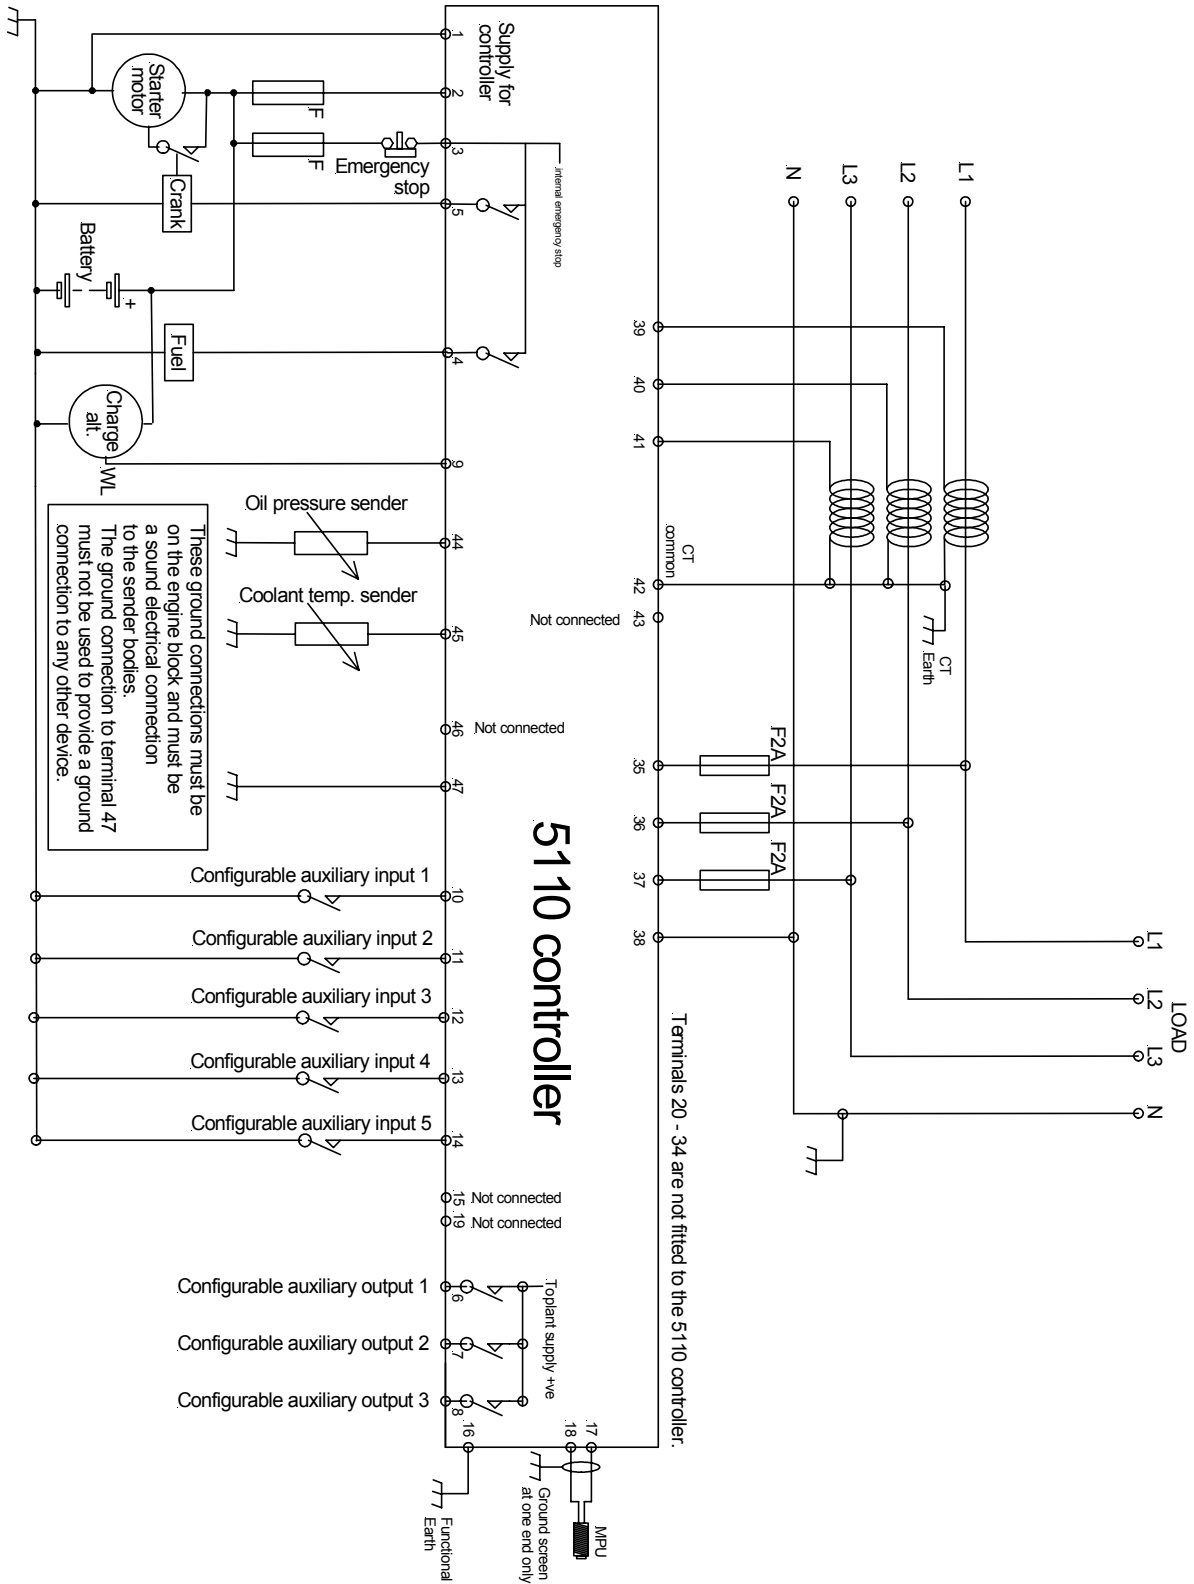 Supply for
controller
1
2
3
5
4
9
44
45
46
47
10
11
12
13
14
15
19
6
7
8
16
18
17
Starter
motor
F
F
Emergency
stop
internal emergency stop
Crank
Battery
+
Fuel
Charge
alt.
WL
Oil pressure sender
Coolant temp. sender
These ground connections must be
on the engine block and must be
a sound electrical connection
to the sender bodies.
The ground connection to terminal 47
must not be used to provide a ground
connection to any other device.
Not connected
Configurable auxiliary input 1
Configurable auxiliary input 2
Configurable auxiliary input 3
Configurable auxiliary input 4
Configurable auxiliary input 5
Not connected
Not connected
Configurable auxiliary output 1
Configurable auxiliary output 2
Configurable auxiliary output 3
To plant supply +ve
5110 controller
Terminals 20 - 34 are not fitted to the 5110 controller.
N
L3
L2
L1
39
40
41
42
43
CT
common
Not connected
CT
Earth
35
36
37
38
F2A
F2A
F2A
L1
L2
L3
N
LOAD
MPU
Ground screen
at one end only
Functional
Earth